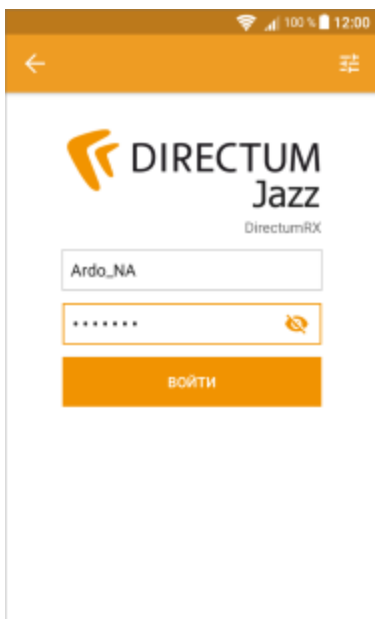 100 % 12:00
DIRECTUM
Jazz
DirectumRX
Ardo_NA
•••••••
ВОЙТИ